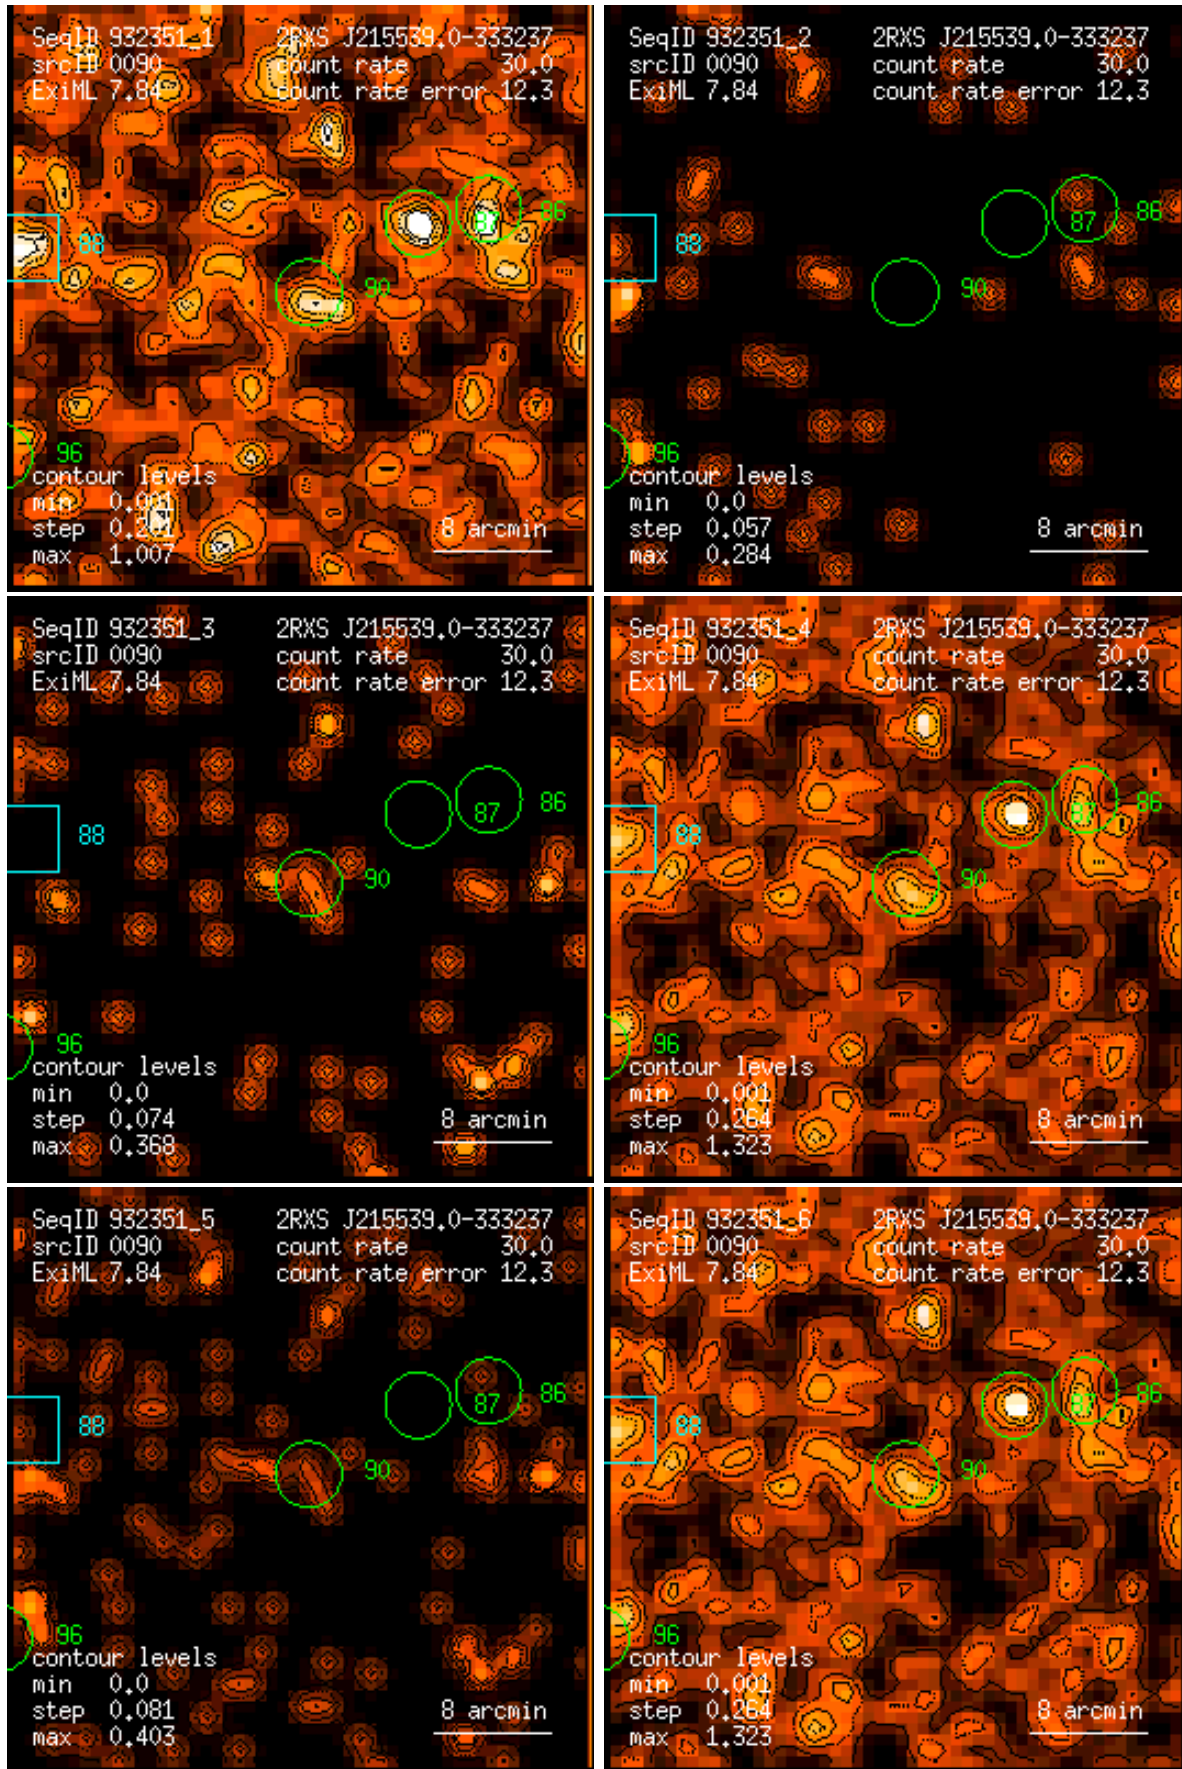 SeqID 932351_1 2RXS J215539.0-333237
srcID 0090 count rate 30.0
ExiML 7.84 count rate error 12.3
87 86
88
90
96
contour levels
min 0.001
step 0.201 8 arcmin
max 1.007
SeqID 932351_2 2RXS J215539.0-333237
srcID 0090 count rate 30.0
ExiML 7.84 count rate error 12.3
87 86
88
90
96
contour levels
min 0.0
step 0.057 8 arcmin
max 0.284
SeqID 932351_3 2RXS J215539.0-333237
srcID 0090 count rate 30.0
ExiML 7.84 count rate error 12.3
87 86
88
90
96
contour levels
min 0.0
step 0.074 8 arcmin
max 0.368
SeqID 932351_4 2RXS J215539.0-333237
srcID 0090 count rate 30.0
ExiML 7.84 count rate error 12.3
87 86
88
90
96
contour levels
min 0.001
step 0.264 8 arcmin
max 1.323
SeqID 932351_5 2RXS J215539.0-333237
srcID 0090 count rate 30.0
ExiML 7.84 count rate error 12.3
87 86
88
90
96
contour levels
min 0.0
step 0.081 8 arcmin
max 0.403
SeqID 932351_6 2RXS J215539.0-333237
srcID 0090 count rate 30.0
ExiML 7.84 count rate error 12.3
87 86
88
90
96
contour levels
min 0.001
step 0.264 8 arcmin
max 1.323